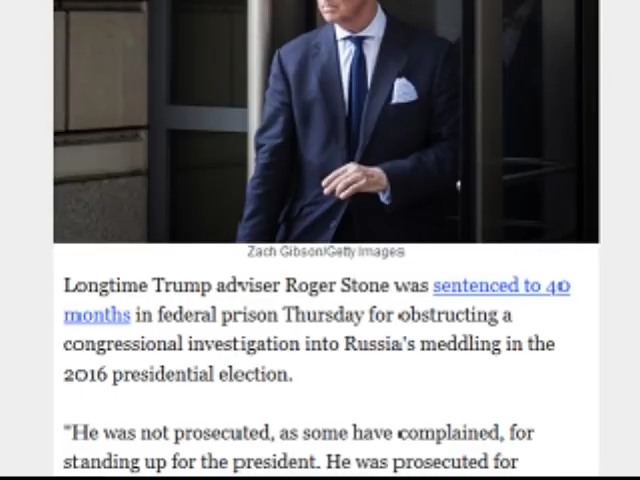 Zach Gibson/Getty Images
Longtime Trump adviser Roger Stone was sentenced to 40
months in federal prison Thursday for obstructing a
congressional investigation into Russia's meddling in the
2016 presidential election.
"He was not prosecuted, as some have complained, for
standing up for the president. He was prosecuted for